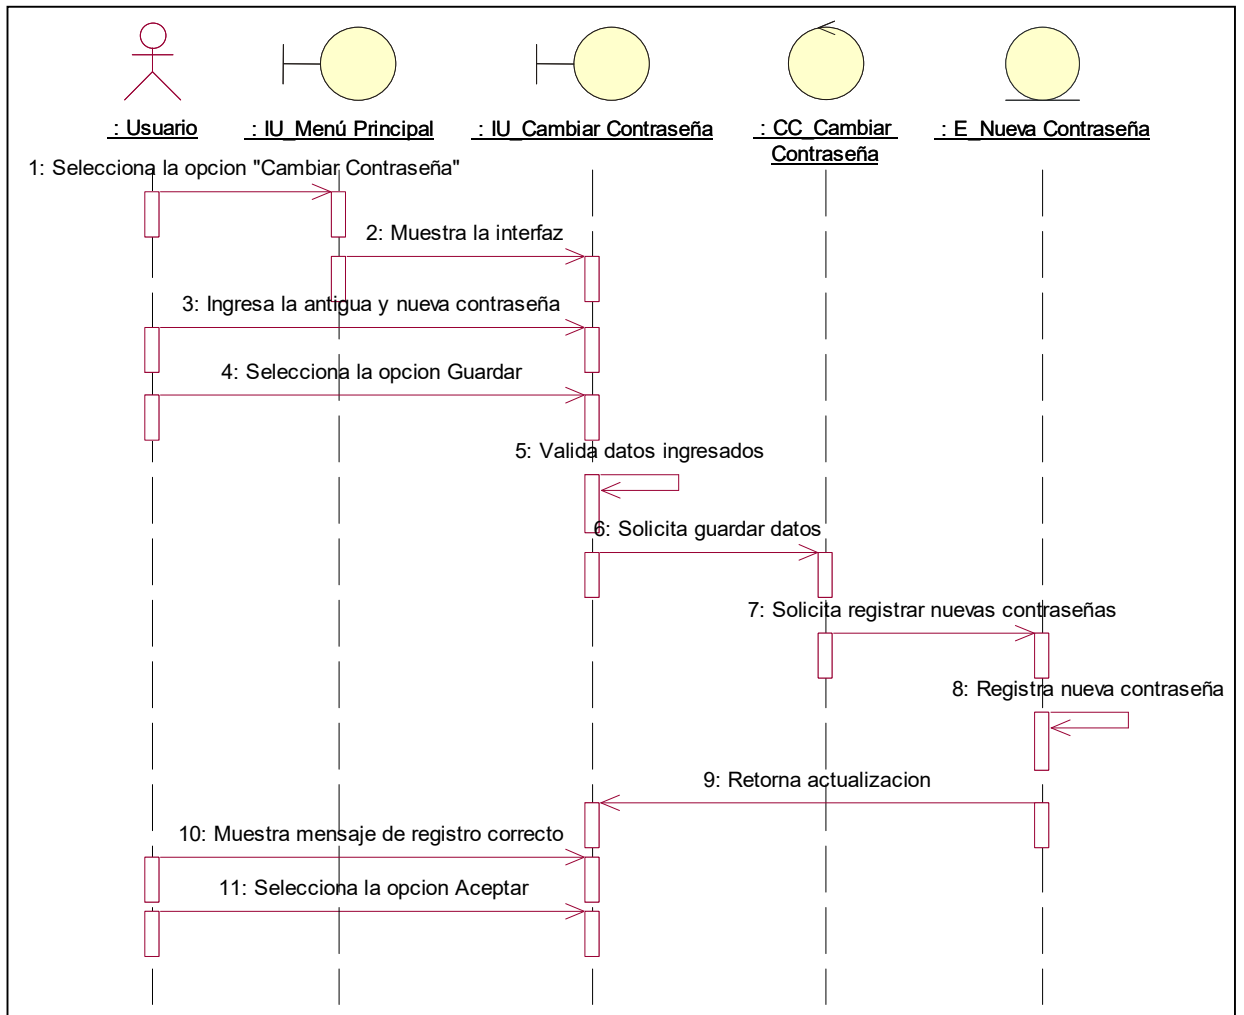 : Usuario
: IU_Menú Principal
: IU_Cambiar Contraseña
: CC_Cambiar
Contraseña
: E_Nueva Contraseña
1: Selecciona la opcion "Cambiar Contraseña"
2: Muestra la interfaz
3: Ingresa la antigua y nueva contraseña
4: Selecciona la opcion Guardar
5: Valida datos ingresados
6: Solicita guardar datos
7: Solicita registrar nuevas contraseñas
8: Registra nueva contraseña
9: Retorna actualizacion
10: Muestra mensaje de registro correcto
11: Selecciona la opcion Aceptar